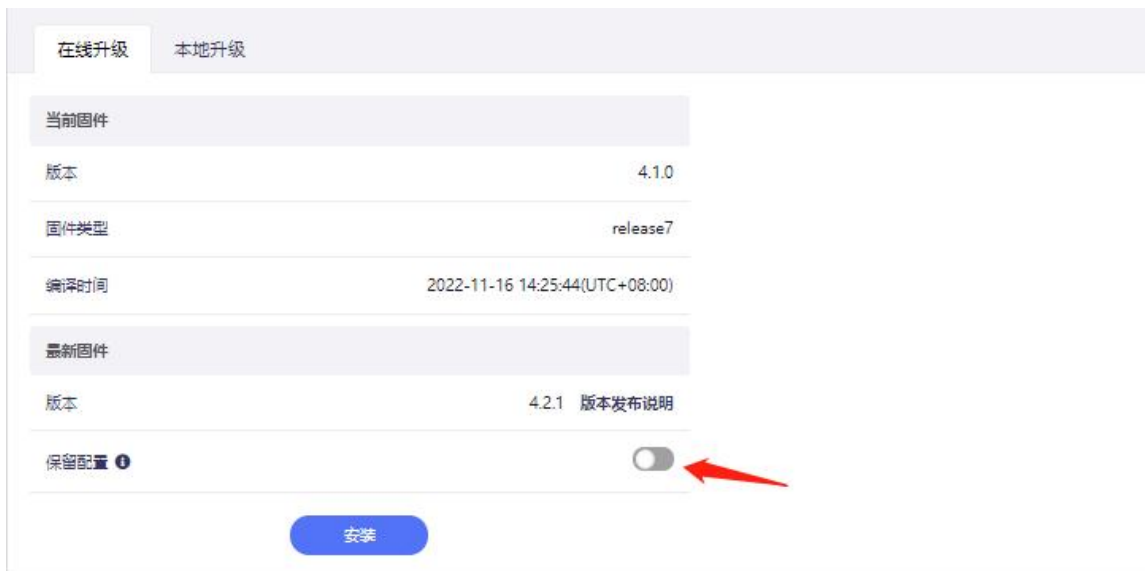 在线升级 本地升级
当前固件
版本 4.1.0
固件类型 release7
编译时间 2022-11-16 14:25:44(UTC+08:00)
最新固件
版本 4.2.1 版本发布说明
保留配置
安装